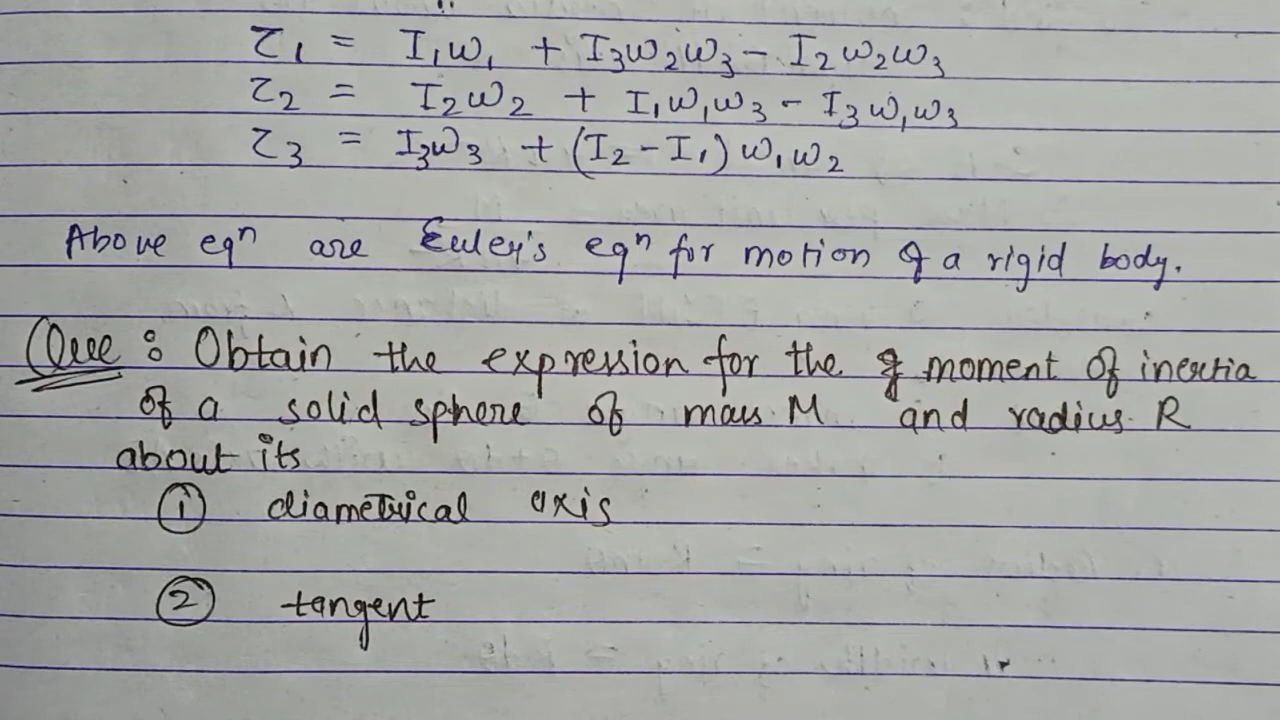 τ₁ = I₁ω₁ + I₃ω₂ω₃ - I₂ω₂ω₃
τ₂ = I₂ω₂ + I₁ω₁ω₃ - I₃ω₁ω₃
τ₃ = I₃ω₃ + (I₂-I₁) ω₁ω₂
Above eqⁿ are Euler's eqⁿ for motion of a rigid body.
Que : Obtain the expression for the moment of inertia
of a solid sphere of mass M and radius R
about its
① diametrical axis
② tangent